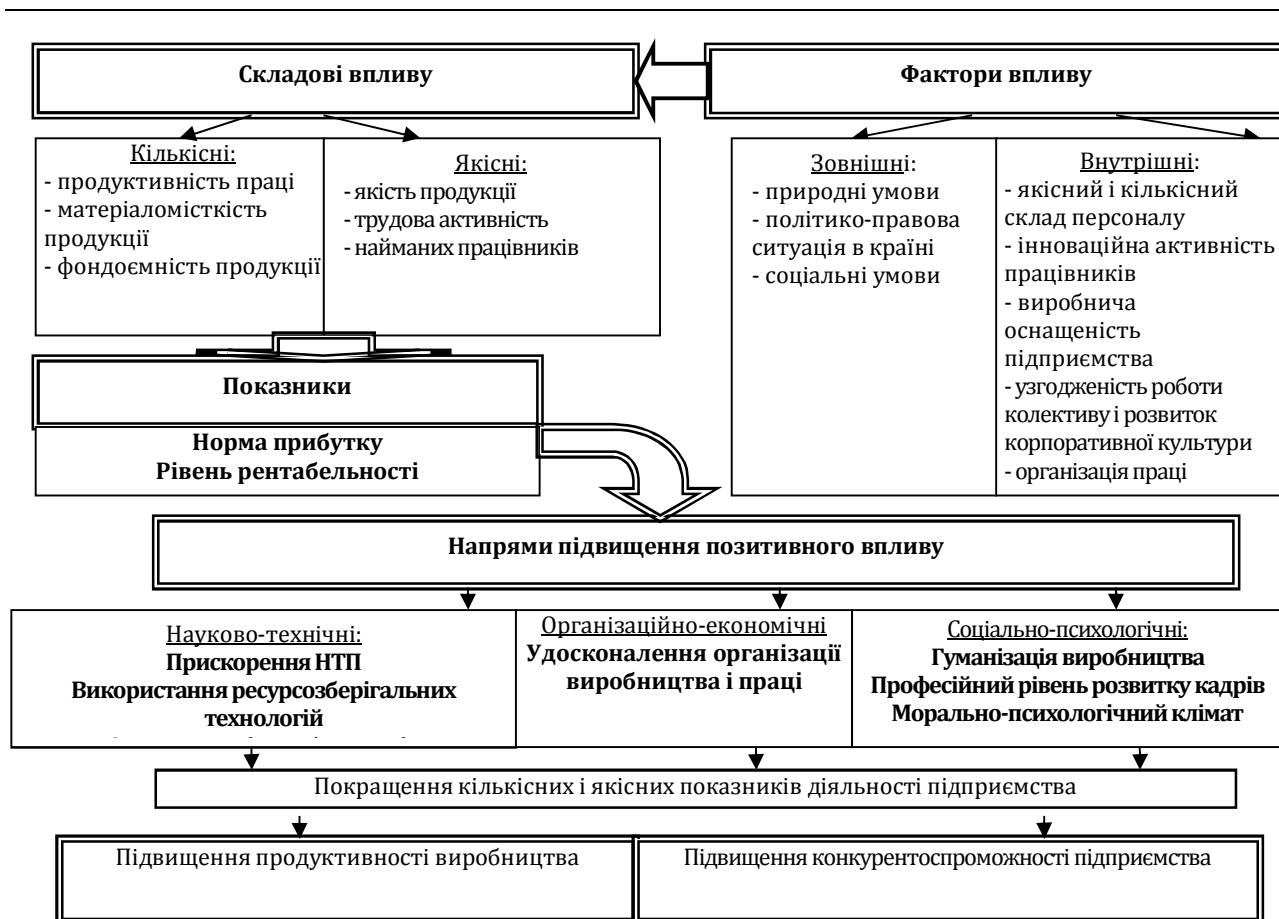 Складові впливу
Фактори впливу
Кількісні:
- продуктивність праці
- матеріаломісткість
продукції
- фондоємність продукції
Якісні:
- якість продукції
- трудова активність
- найманих працівників
Зовнішні:
- природні умови
- політико-правова
ситуація в країні
- соціальні умови
Внутрішні:
- якісний і кількісний
склад персоналу
- інноваційна активність
працівників
- виробнича
оснащеність
підприємства
- узгодженість роботи
колективу і розвиток
корпоративної культури
- організація праці
Показники
Норма прибутку
Рівень рентабельності
Напрями підвищення позитивного впливу
Науково-технічні:
Прискорення НТП
Використання ресурсозберігальних
технологій
Організаційно-економічні
Удосконалення організації
виробництва і праці
Соціально-психологічні:
Гуманізація виробництва
Професійний рівень розвитку кадрів
Морально-психологічний клімат
Покращення кількісних і якісних показників діяльності підприємства
Підвищення продуктивності виробництва
Підвищення конкурентоспроможності підприємства